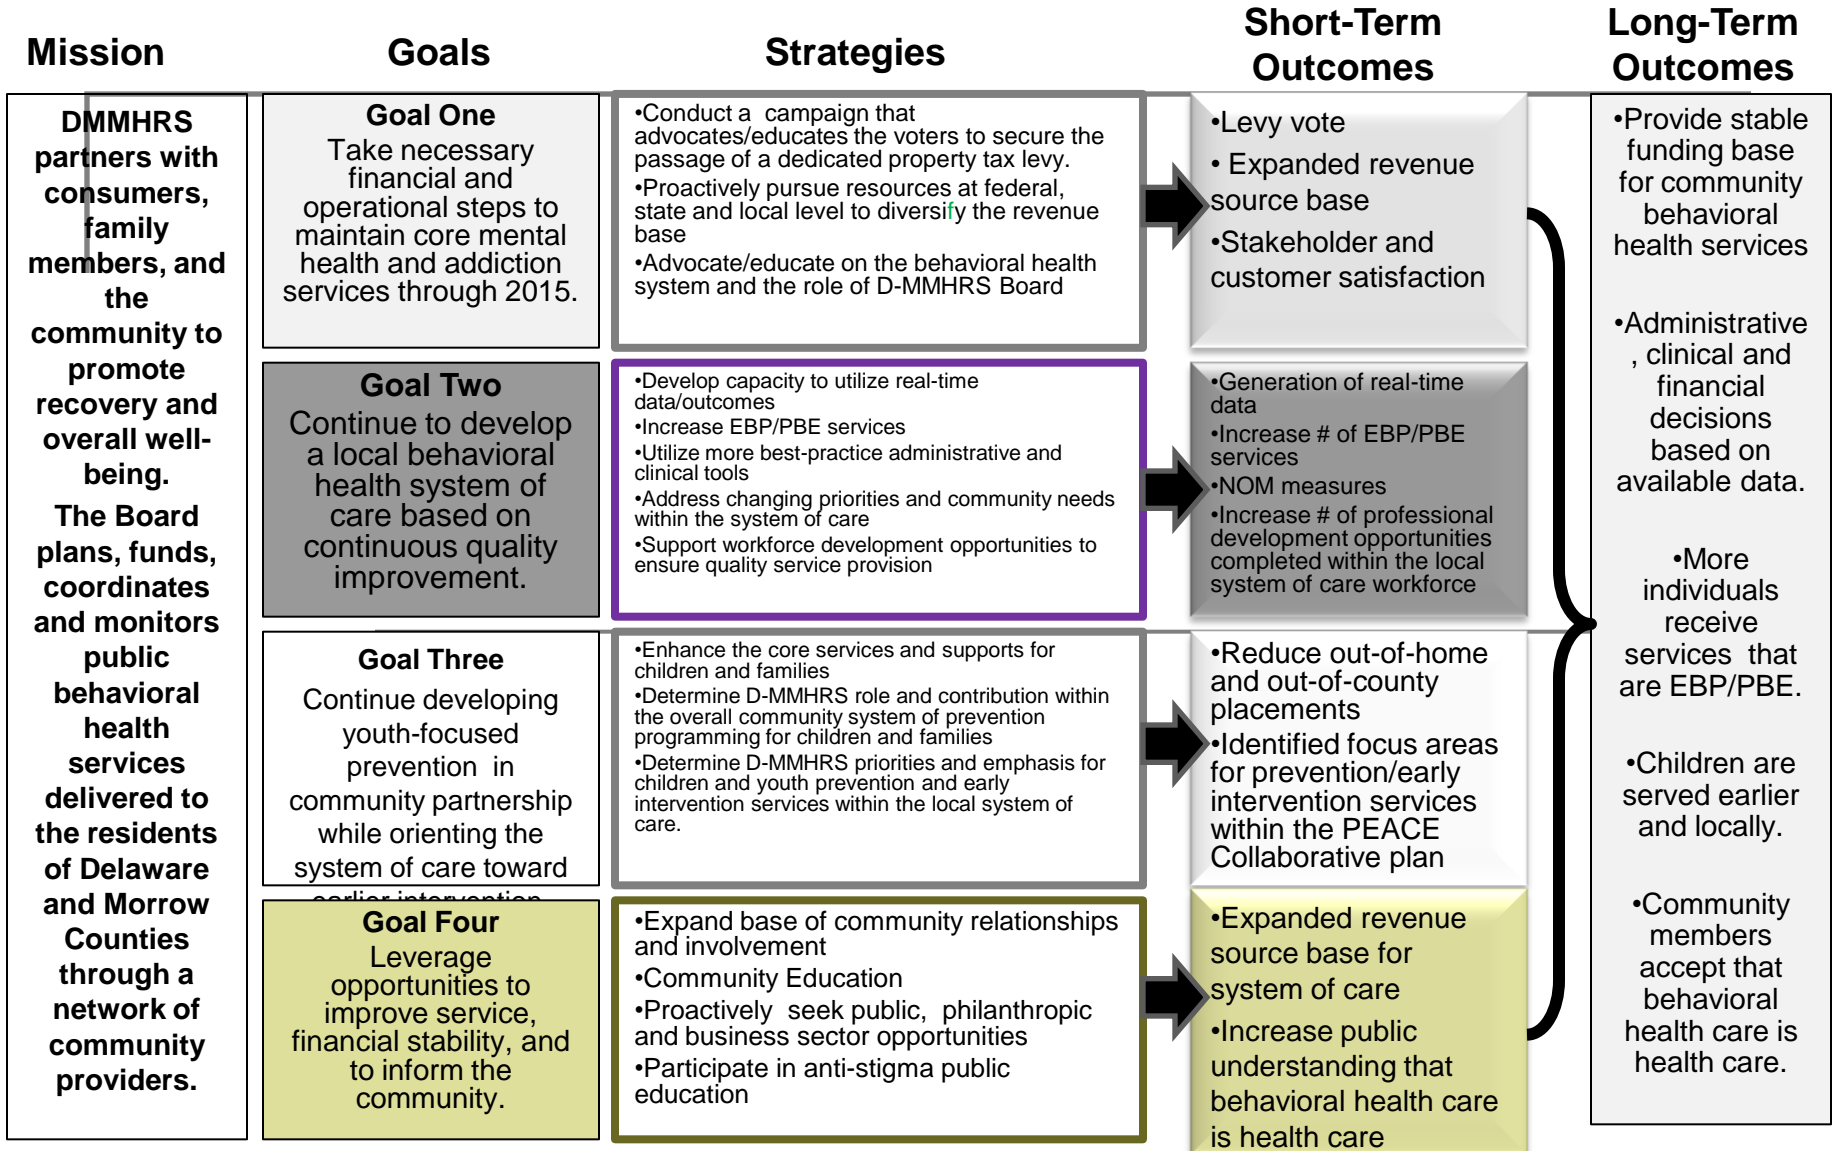 Mission
Goals
Strategies
Short-Term
Outcomes
Long-Term
Outcomes
DMMHRS
partners with
consumers,
family
members, and
the
community to
promote
recovery and
overall well-
being.
The Board
plans, funds,
coordinates
and monitors
public
behavioral
health
services
delivered to
the residents
of Delaware
and Morrow
Counties
through a
network of
community
providers.
Goal One
Take necessary
financial and
operational steps to
maintain core mental
health and addiction
services through 2015.
•Conduct a campaign that
advocates/educates the voters to secure the
passage of a dedicated property tax levy.
•Proactively pursue resources at federal,
state and local level to diversify the revenue
base
•Advocate/educate on the behavioral health
system and the role of D-MMHRS Board
•Levy vote
• Expanded revenue
source base
•Stakeholder and
customer satisfaction
Goal Two
Continue to develop
a local behavioral
health system of
care based on
continuous quality
improvement.
•Develop capacity to utilize real-time
data/outcomes
•Increase EBP/PBE services
•Utilize more best-practice administrative and
clinical tools
•Address changing priorities and community needs
within the system of care
•Support workforce development opportunities to
ensure quality service provision
•Generation of real-time
data
•Increase # of EBP/PBE
services
•NOM measures
•Increase # of professional
development opportunities
completed within the local
system of care workforce
Goal Three
Continue developing
youth-focused
prevention in
community partnership
while orienting the
system of care toward
earlier intervention
•Enhance the core services and supports for
children and families
•Determine D-MMHRS role and contribution within
the overall community system of prevention
programming for children and families
•Determine D-MMHRS priorities and emphasis for
children and youth prevention and early
intervention services within the local system of
care.
•Reduce out-of-home
and out-of-county
placements
•Identified focus areas
for prevention/early
intervention services
within the PEACE
Collaborative plan
Goal Four
Leverage
opportunities to
improve service,
financial stability, and
to inform the
community.
•Expand base of community relationships
and involvement
•Community Education
•Proactively seek public, philanthropic
and business sector opportunities
•Participate in anti-stigma public
education
•Expanded revenue
source base for
system of care
•Increase public
understanding that
behavioral health care
is health care
•Provide stable
funding base
for community
behavioral
health services
•Administrative
, clinical and
financial
decisions
based on
available data.
•More
individuals
receive
services that
are EBP/PBE.
•Children are
served earlier
and locally.
•Community
members
accept that
behavioral
health care is
health care.